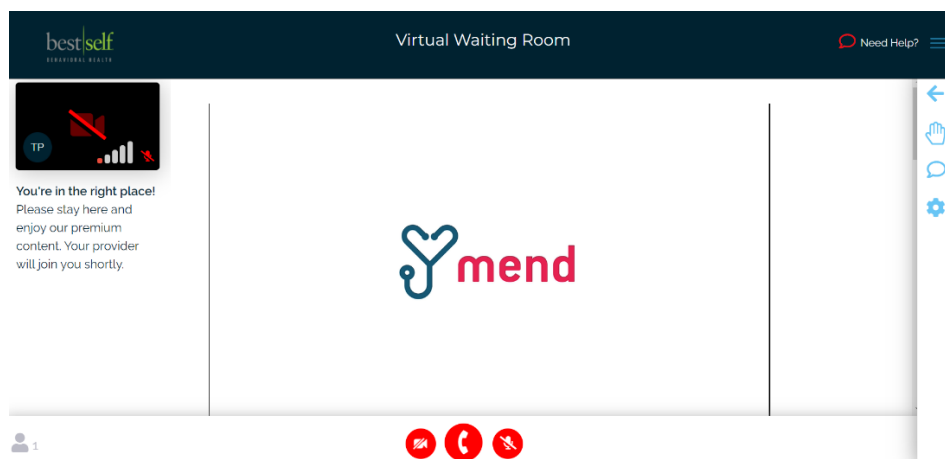 best|self
BEHAVIORAL HEALTH
Virtual Waiting Room
Need Help?
TP
You're in the right place!
Please stay here and
enjoy our premium
content. Your provider
will join you shortly.
mend
1